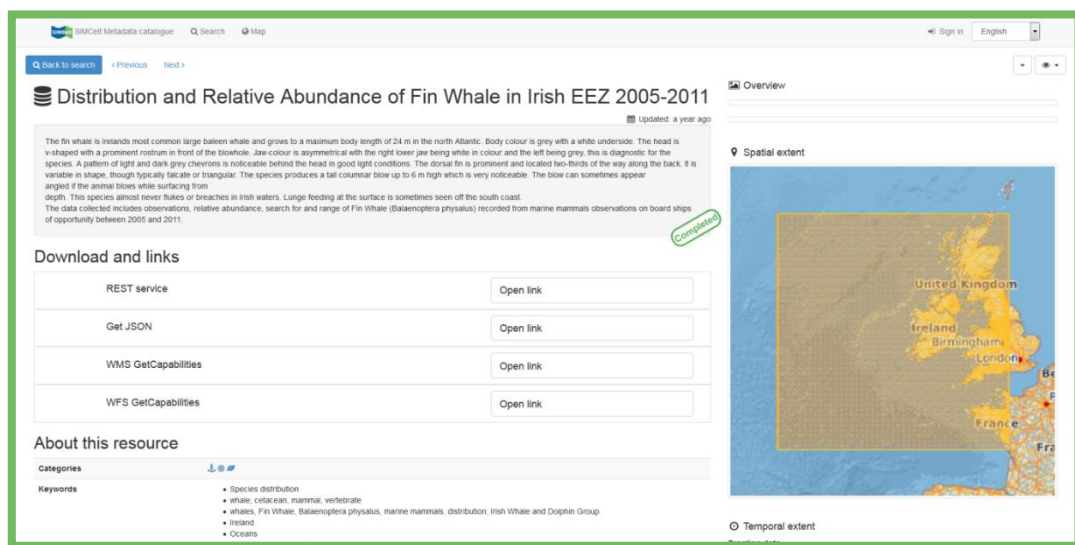 SIMCelt SIMCelt Metadata catalogue Search Map Sign in English
Back to search < Previous Next >
Distribution and Relative Abundance of Fin Whale in Irish EEZ 2005-2011
Updated: a year ago
The fin whale is Irelands most common large baleen whale and grows to a maximum body length of 24 m in the north Atlantic. Body colour is grey with a white underside. The head is
v-shaped with a prominent rostrum in front of the blowhole. Jaw-colour is asymmetrical with the right lower jaw being white in colour and the left being grey, this is diagnostic for the
species. A pattern of light and dark grey chevrons is noticeable behind the head in good light conditions. The dorsal fin is prominent and located two-thirds of the way along the back. It is
variable in shape, though typically falcate or triangular. The species produces a tall columnar blow up to 6 m high which is very noticeable. The blow can sometimes appear
angled if the animal blows while surfacing from
depth. This species almost never flukes or breaches in Irish waters. Lunge feeding at the surface is sometimes seen off the south coast.
The data collected includes observations, relative abundance, search for and range of Fin Whale (Balaenoptera physalus) recorded from marine mammals observations on board ships
of opportunity between 2005 and 2011.
Completed
Download and links
REST service Open link
Get JSON Open link
WMS GetCapabilities Open link
WFS GetCapabilities Open link
About this resource
Categories
Keywords
• Species distribution
• whale, cetacean, mammal, vertebrate
• whales, Fin Whale, Balaenoptera physalus, marine mammals, distribution, Irish Whale and Dolphin Group
• Ireland
• Oceans
Overview
Spatial extent
United Kingdom
Ireland
Birmingham
London
Be
P
France
Fra
Temporal extent